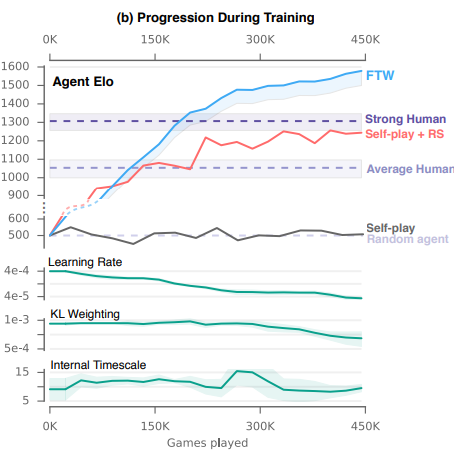 (b) Progression During Training
0K 150K 300K 450K
1600
Agent Elo
FTW
1500
1400
1300
Strong Human
Self-play + RS
1200
1100
Average Human
1000
900
600
Self-play
500
Random agent
Learning Rate
4e-4
4e-5
KL Weighting
1e-3
5e-4
Internal Timescale
15
5
0K 150K 300K 450K
Games played